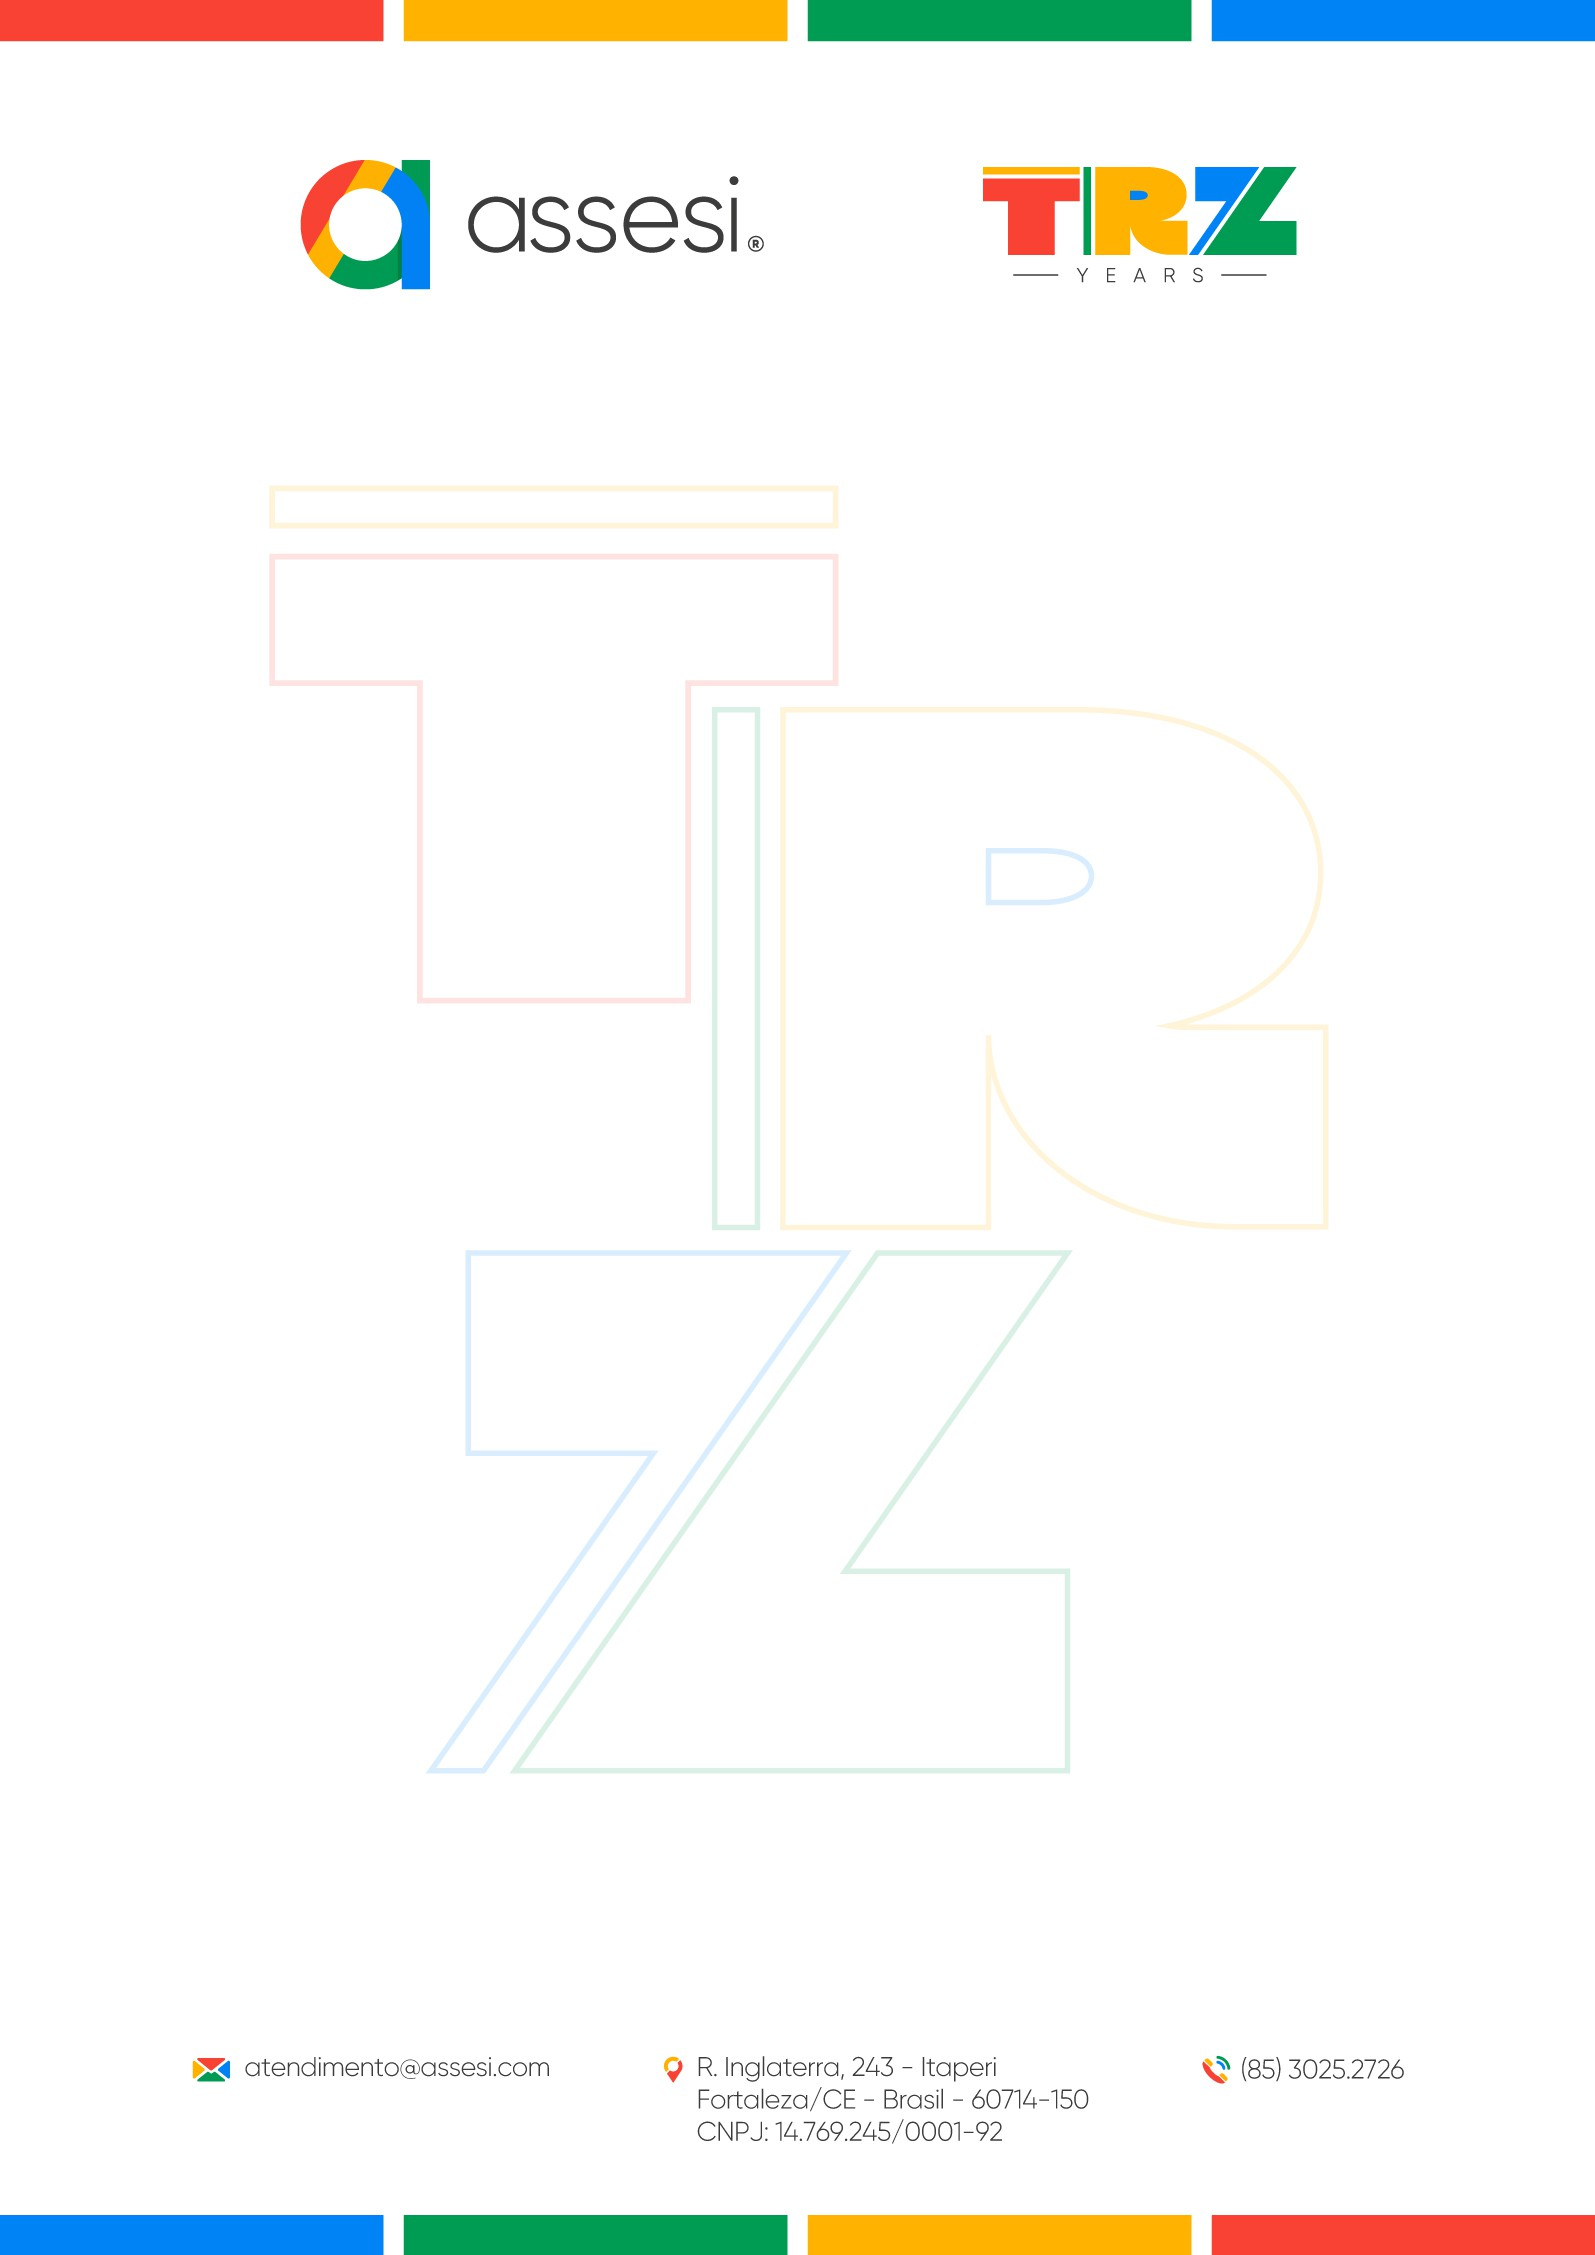 assesi®
TRZ
YEARS
TRZ
atendimento@assesi.com
R. Inglaterra, 243 - Itaperi
Fortaleza/CE - Brasil - 60714-150
CNPJ: 14.769.245/0001-92
(85) 3025.2726